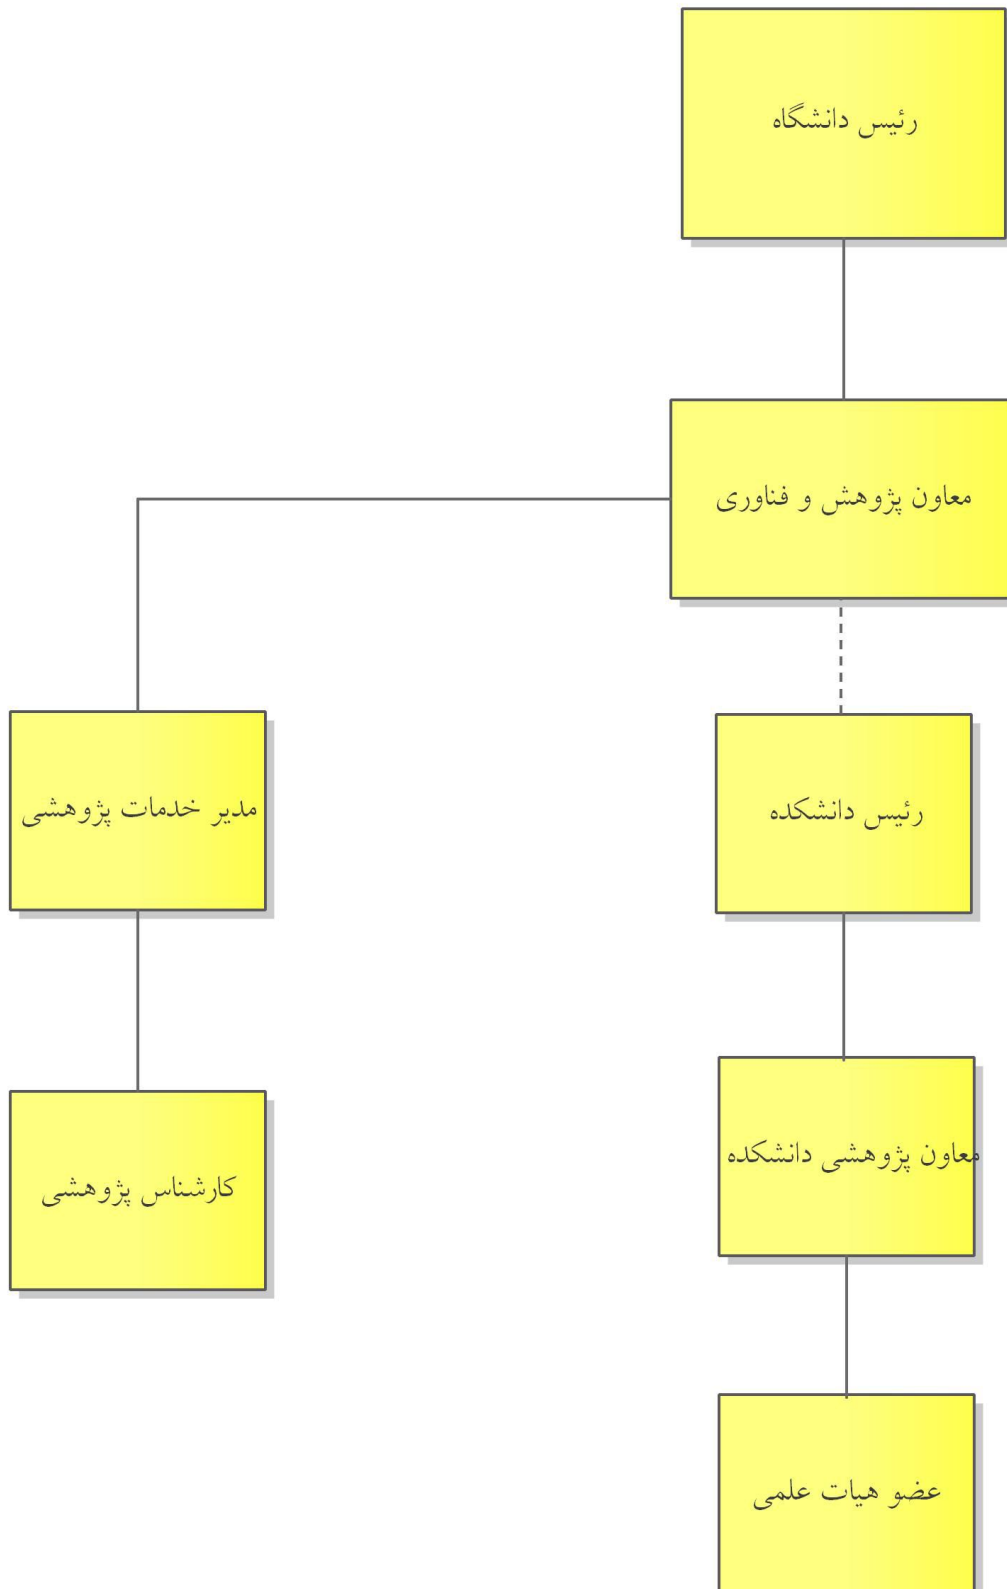 رئیس دانشگاه
معاون پژوهش و فناوری
رئیس دانشکده
مدیر خدمات پژوهشی
معاون پژوهشی دانشکده
کارشناس پژوهشی
عضو هیات علمی